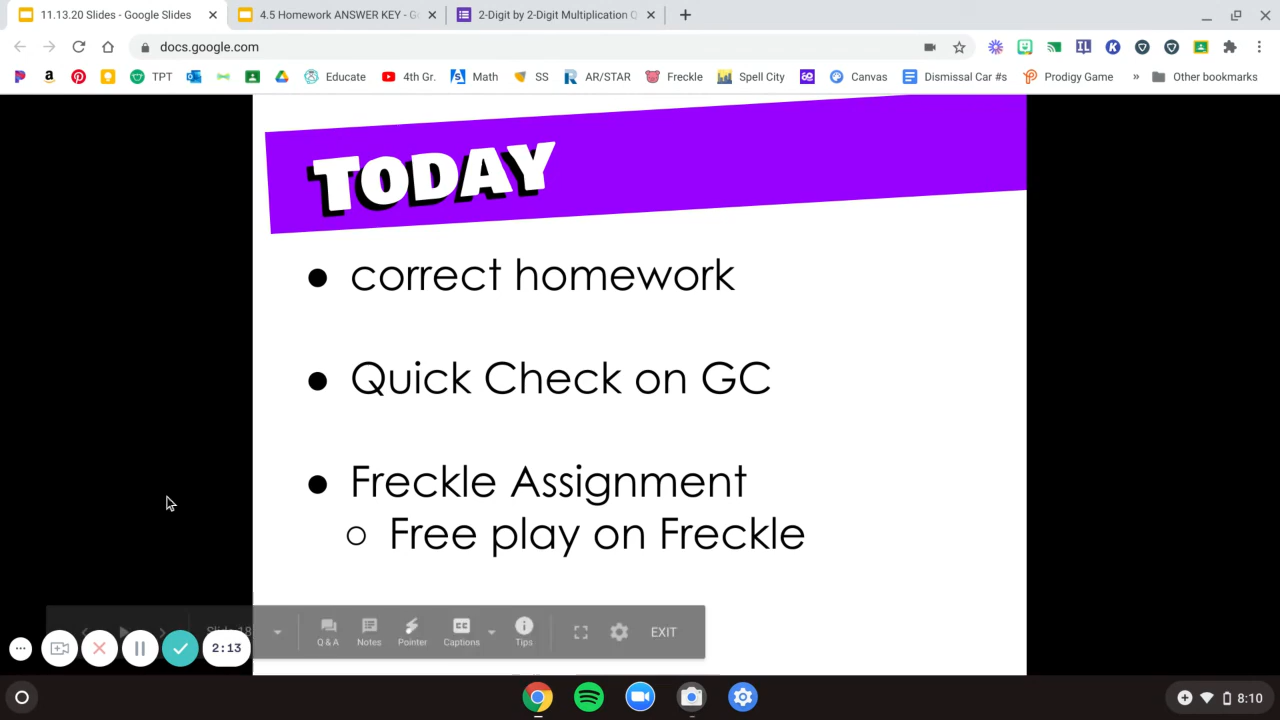 11.13.20 Slides - Google Slides
4.5 Homework ANSWER KEY - G
2-Digit by 2-Digit Multiplication Q
docs.google.com
TPT
Educate
4th Gr.
Math
SS
AR/STAR
Freckle
Spell City
Canvas
Dismissal Car #s
Prodigy Game
»
Other bookmarks
TODAY
● correct homework
● Quick Check on GC
● Freckle Assignment
○ Free play on Freckle
Slide 18
Q & A
Notes
Pointer
Captions
Tips
EXIT
2:13
8:10